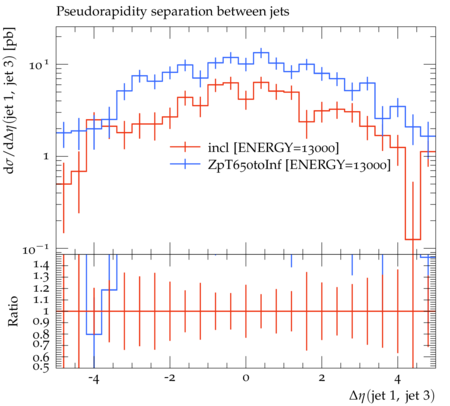 Pseudorapidity separation between jets
dσ/dΔη(jet 1, jet 3) [pb]
10¹
1
10⁻¹
incl [ENERGY=13000]
ZpT650toInf [ENERGY=13000]
Ratio
1.4
1.3
1.2
1.1
1
0.9
0.8
0.7
0.6
0.5
-4 -2 0 2 4
Δη(jet 1, jet 3)